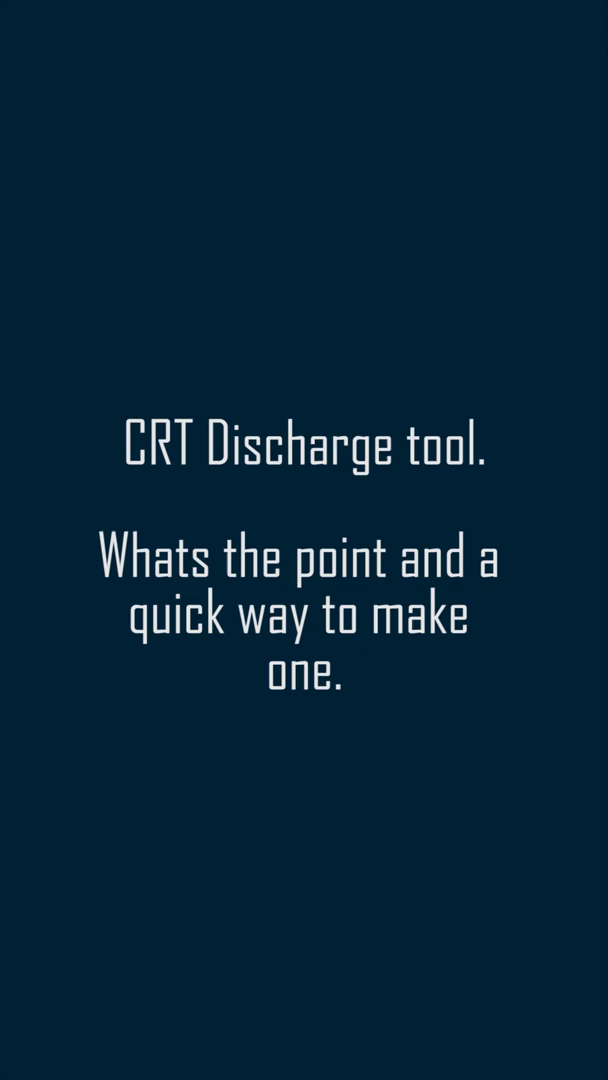 CRT Discharge tool.
Whats the point and a
quick way to make
one.